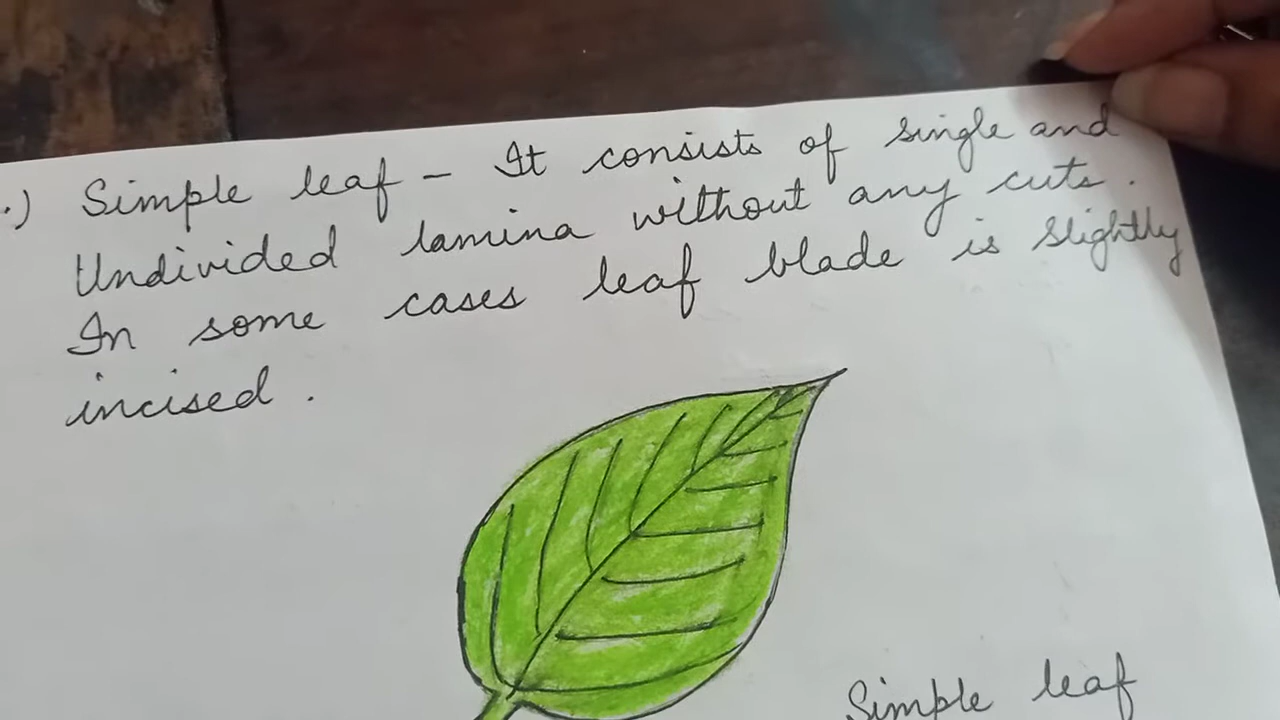 .) Simple leaf - It consists of single and
Undivided lamina without any cuts.
In some cases leaf blade is slightly
incised.
Simple leaf